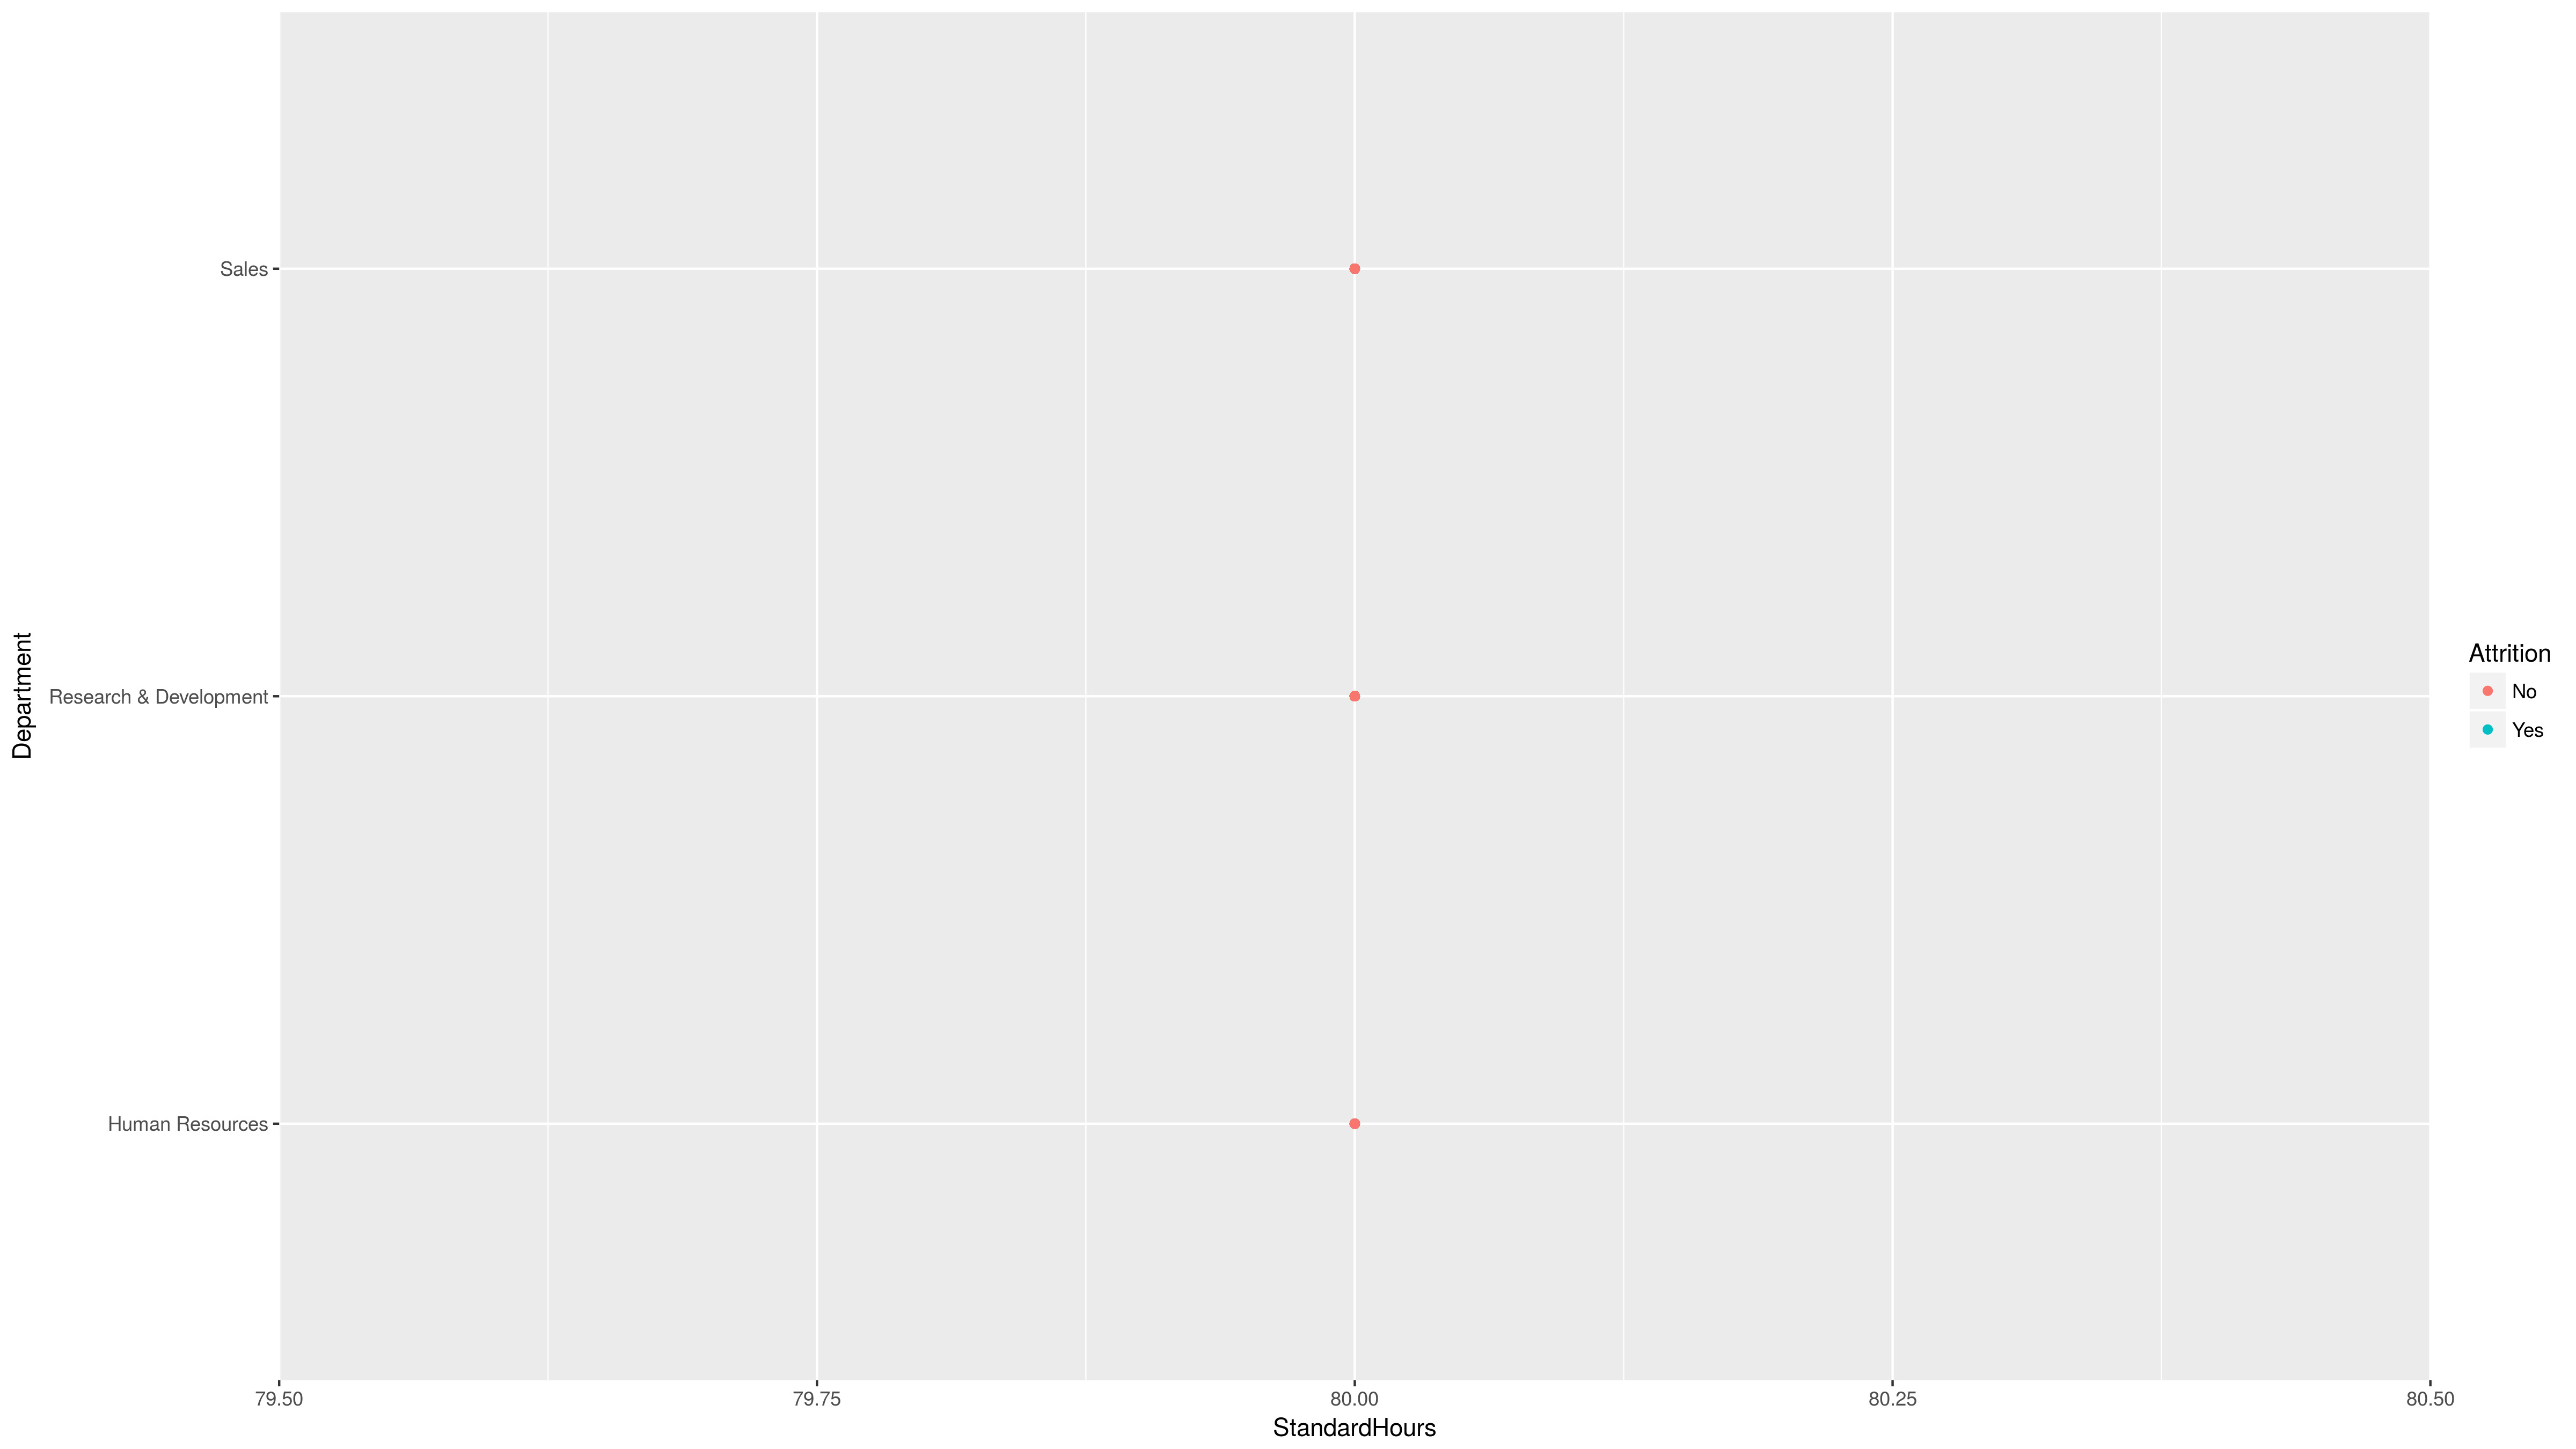 Sales
Research & Development
Human Resources
Department
79.50
79.75
80.00
80.25
80.50
StandardHours
Attrition
No
Yes